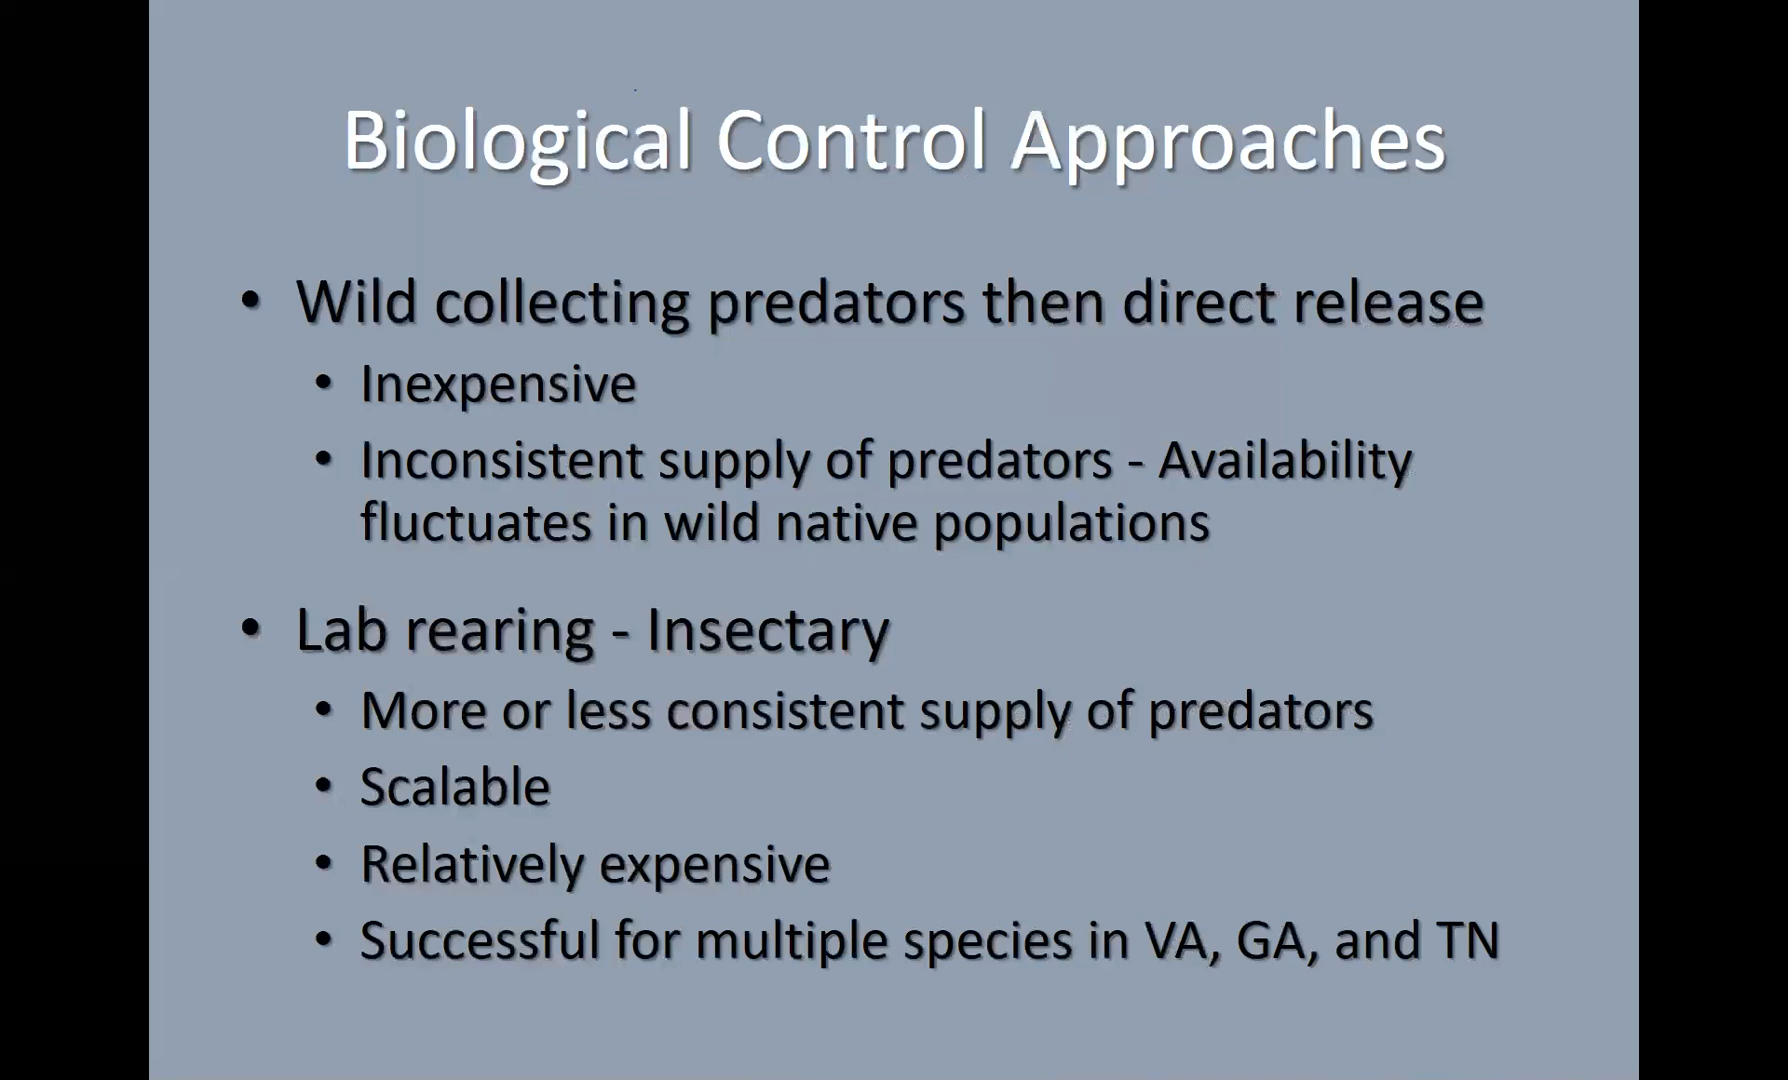 Biological Control Approaches
• Wild collecting predators then direct release
• Inexpensive
• Inconsistent supply of predators - Availability
fluctuates in wild native populations
• Lab rearing - Insectary
• More or less consistent supply of predators
• Scalable
• Relatively expensive
• Successful for multiple species in VA, GA, and TN